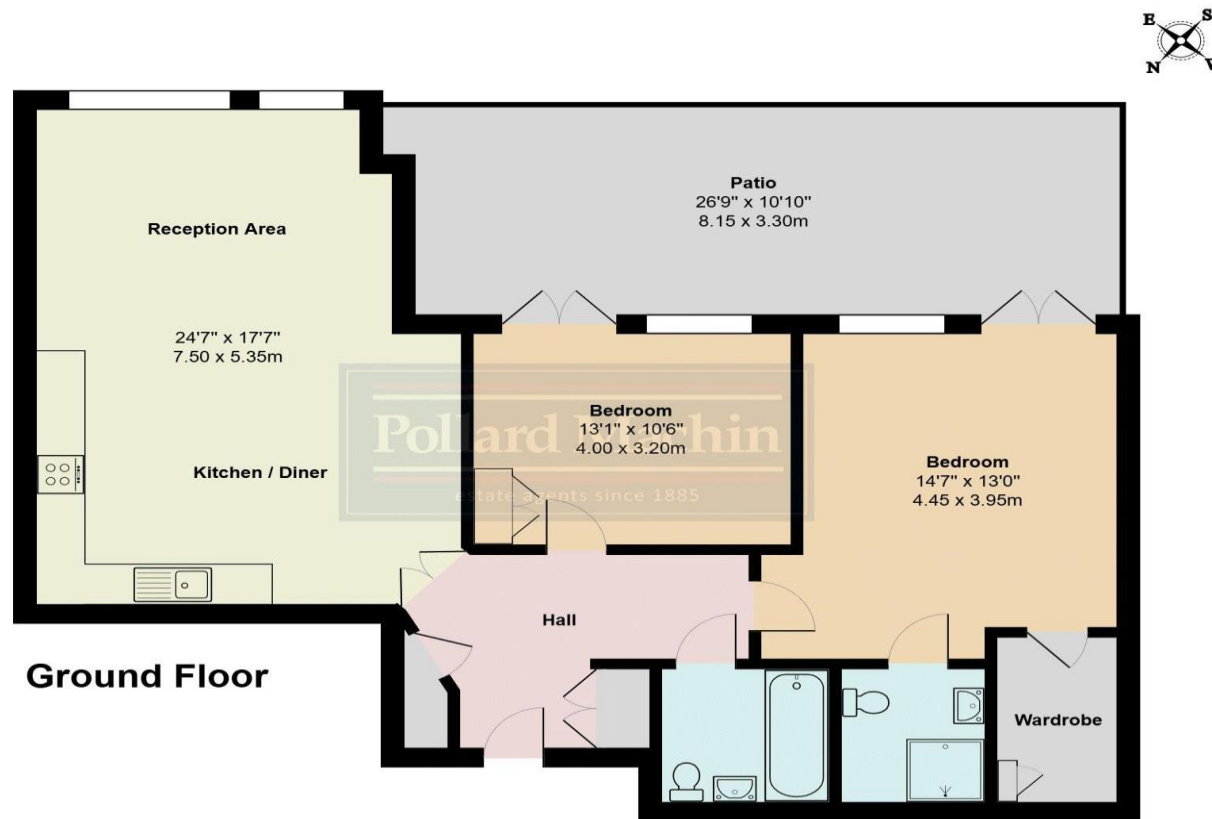 E
S
N
W
Patio
26'9" x 10'10"
8.15 x 3.30m
Reception Area
24'7" x 17'7"
7.50 x 5.35m
Bedroom
13'1" x 10'6"
4.00 x 3.20m
Pollard Machin
estate agents since 1885
Kitchen / Diner
Bedroom
14'7" x 13'0"
4.45 x 3.95m
Hall
Ground Floor
Wardrobe